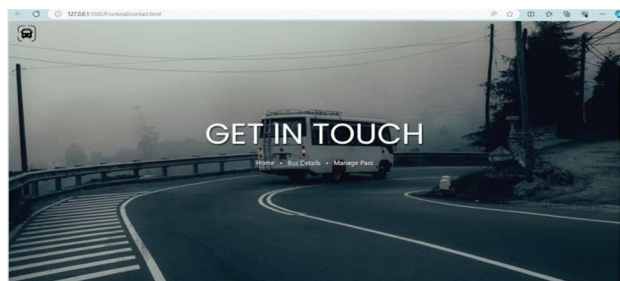 127.0.0.1:5502/frontend/contact.html
GET IN TOUCH
Home • Bus Details • Manage Pass